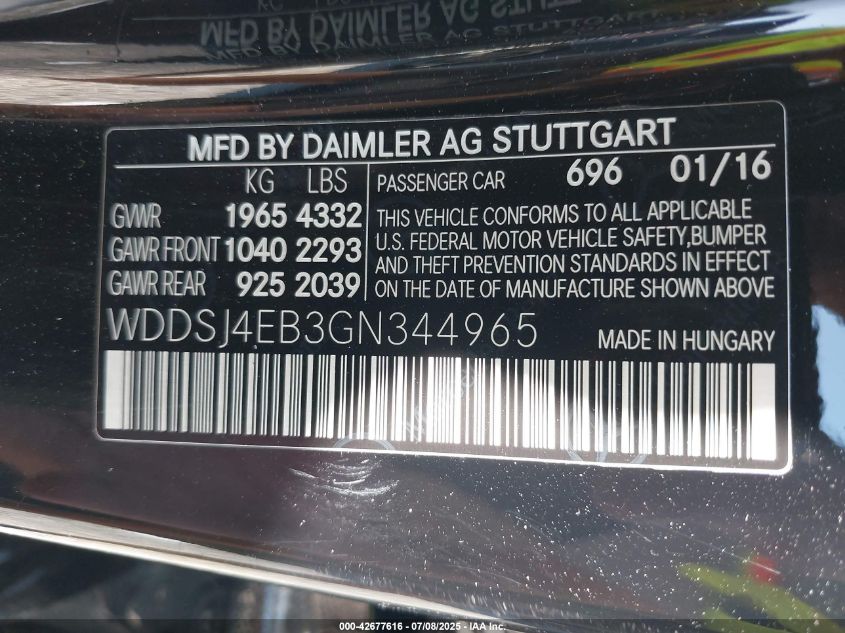 MFD BY DAIMLER AG STUTTGART
KG LBS
GVWR 1965 4332
GAWR FRONT 1040 2293
GAWR REAR 925 2039
PASSENGER CAR 696 01/16
THIS VEHICLE CONFORMS TO ALL APPLICABLE
U.S. FEDERAL MOTOR VEHICLE SAFETY,BUMPER
AND THEFT PREVENTION STANDARDS IN EFFECT
ON THE DATE OF MANUFACTURE SHOWN ABOVE
WDDSJ4EB3GN344965
MADE IN HUNGARY
000-42677616 - 07/08/2025 - IAAI.COM